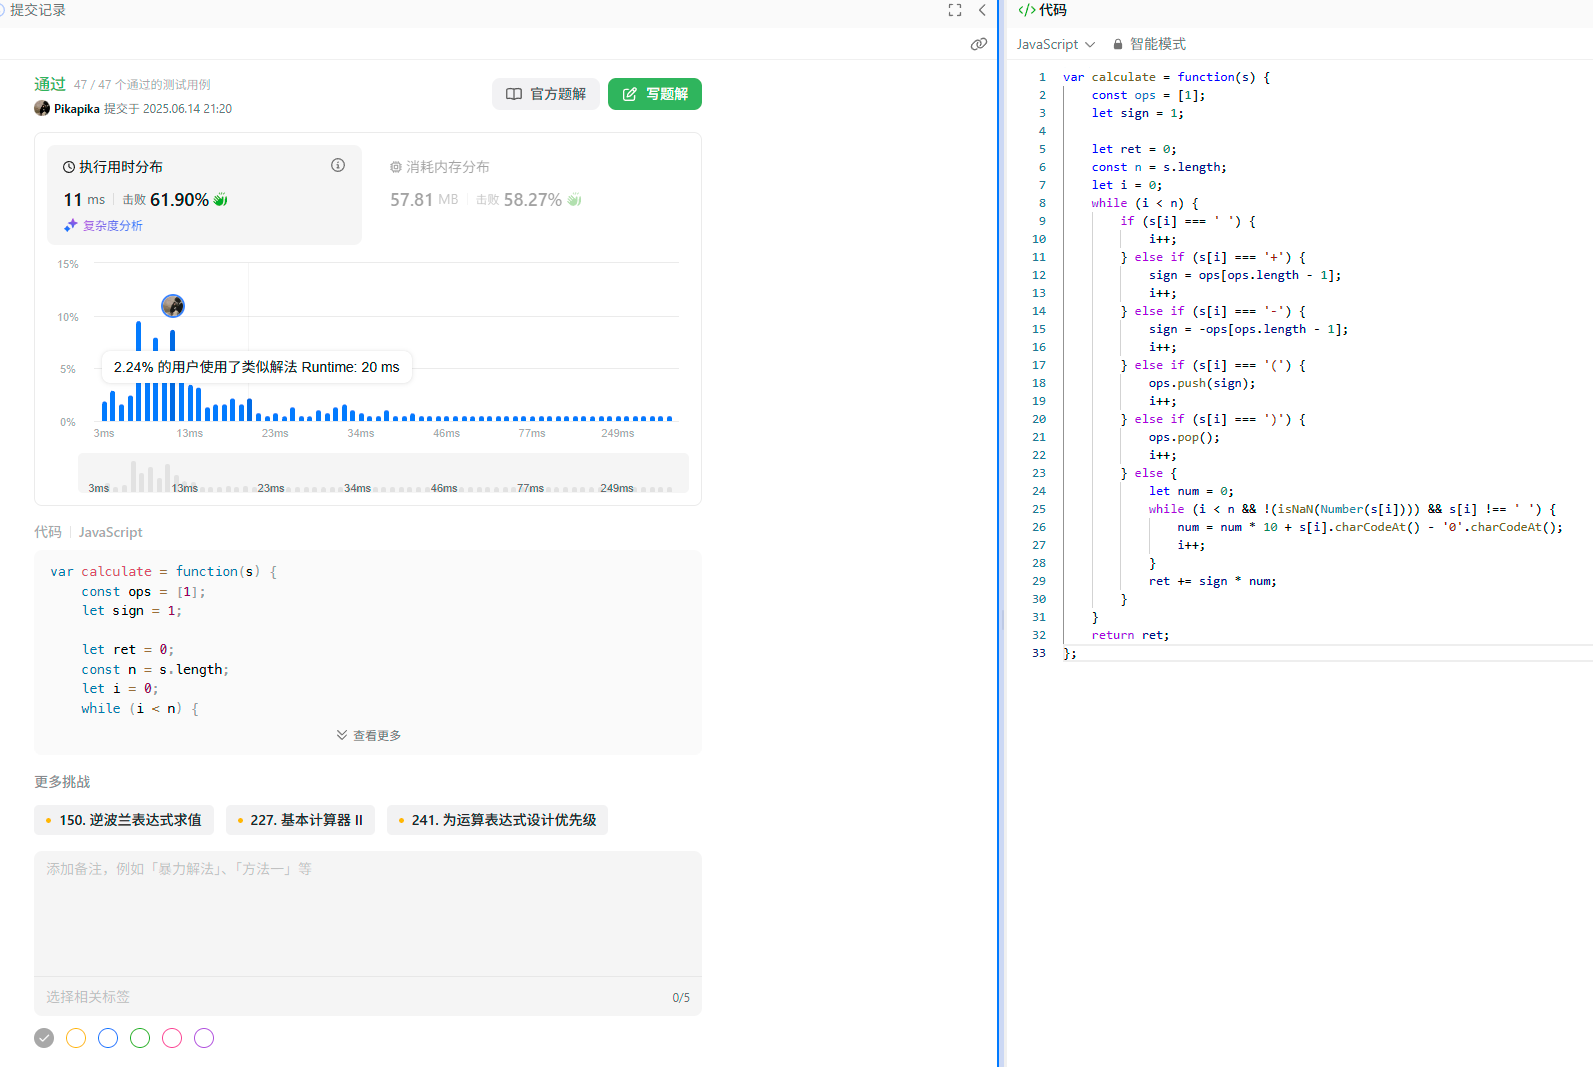 提交记录
通过 47 / 47 个通过的测试用例
Pikapika 提交于 2025.06.14 21:20
官方题解
写题解
执行用时分布
11 ms 击败 61.90%
复杂度分析
消耗内存分布
57.81 MB 击败 58.27%
15%
10%
5%
0%
2.24% 的用户使用了类似解法 Runtime: 20 ms
3ms 13ms 23ms 34ms 46ms 77ms 249ms
3ms 13ms 23ms 34ms 46ms 77ms 249ms
代码 JavaScript
var calculate = function(s) {
    const ops = [1];
    let sign = 1;
    let ret = 0;
    const n = s.length;
    let i = 0;
    while (i < n) {
查看更多
更多挑战
150. 逆波兰表达式求值
227. 基本计算器 II
241. 为运算表达式设计优先级
添加备注，例如「暴力解法」、「方法一」等
选择相关标签 0/5
</> 代码
JavaScript 智能模式
1 var calculate = function(s) {
2     const ops = [1];
3     let sign = 1;
4
5     let ret = 0;
6     const n = s.length;
7     let i = 0;
8     while (i < n) {
9         if (s[i] === ' ') {
10             i++;
11         } else if (s[i] === '+') {
12             sign = ops[ops.length - 1];
13             i++;
14         } else if (s[i] === '-') {
15             sign = -ops[ops.length - 1];
16             i++;
17         } else if (s[i] === '(') {
18             ops.push(sign);
19             i++;
20         } else if (s[i] === ')') {
21             ops.pop();
22             i++;
23         } else {
24             let num = 0;
25             while (i < n && !(isNaN(Number(s[i]))) && s[i] !== ' ') {
26                 num = num * 10 + s[i].charCodeAt() - '0'.charCodeAt();
27                 i++;
28             }
29             ret += sign * num;
30         }
31     }
32     return ret;
33 };